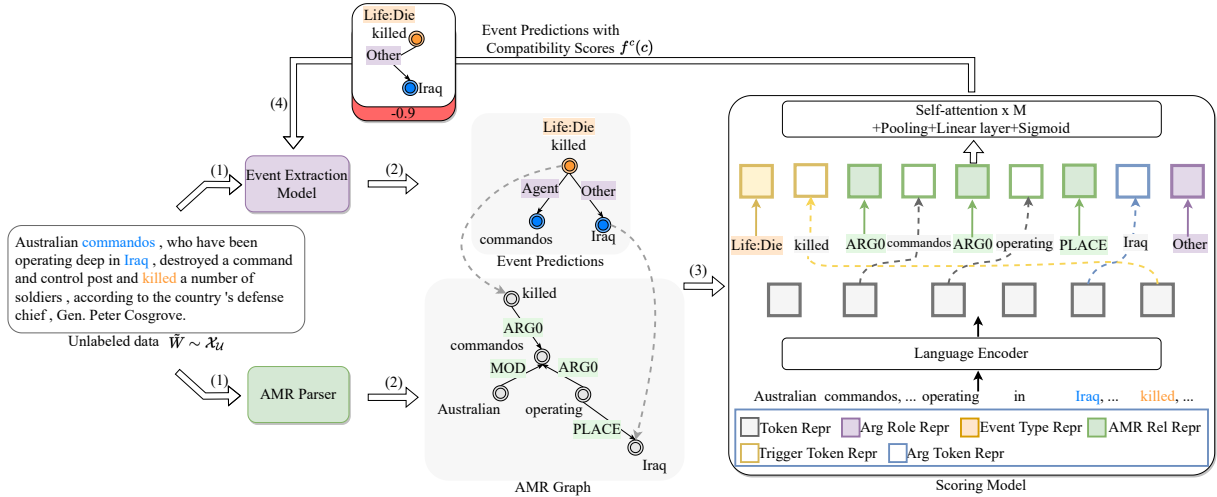 Life:Die
killed
Other
Iraq
-0.9
Event Predictions with
Compatibility Scores f^c(c)
(4)
(1)
Event Extraction
Model
(2)
Life:Die
killed
Agent
Other
commandos
Iraq
Event Predictions
Australian commandos , who have been
operating deep in Iraq , destroyed a command
and control post and killed a number of
soldiers , according to the country 's defense
chief , Gen. Peter Cosgrove.
Unlabeled data W̃ ∼ 𝒳_𝒰
(1)
AMR Parser
(2)
killed
ARG0
commandos
MOD
ARG0
Australian
operating
PLACE
Iraq
AMR Graph
(3)
Self-attention x M
+Pooling+Linear layer+Sigmoid
Life:Die
killed
ARG0
commandos
ARG0
operating
PLACE
Iraq
Other
Language Encoder
Australian commandos, ... operating in Iraq, ... killed, ...
Token Repr
Arg Role Repr
Event Type Repr
AMR Rel Repr
Trigger Token Repr
Arg Token Repr
Scoring Model